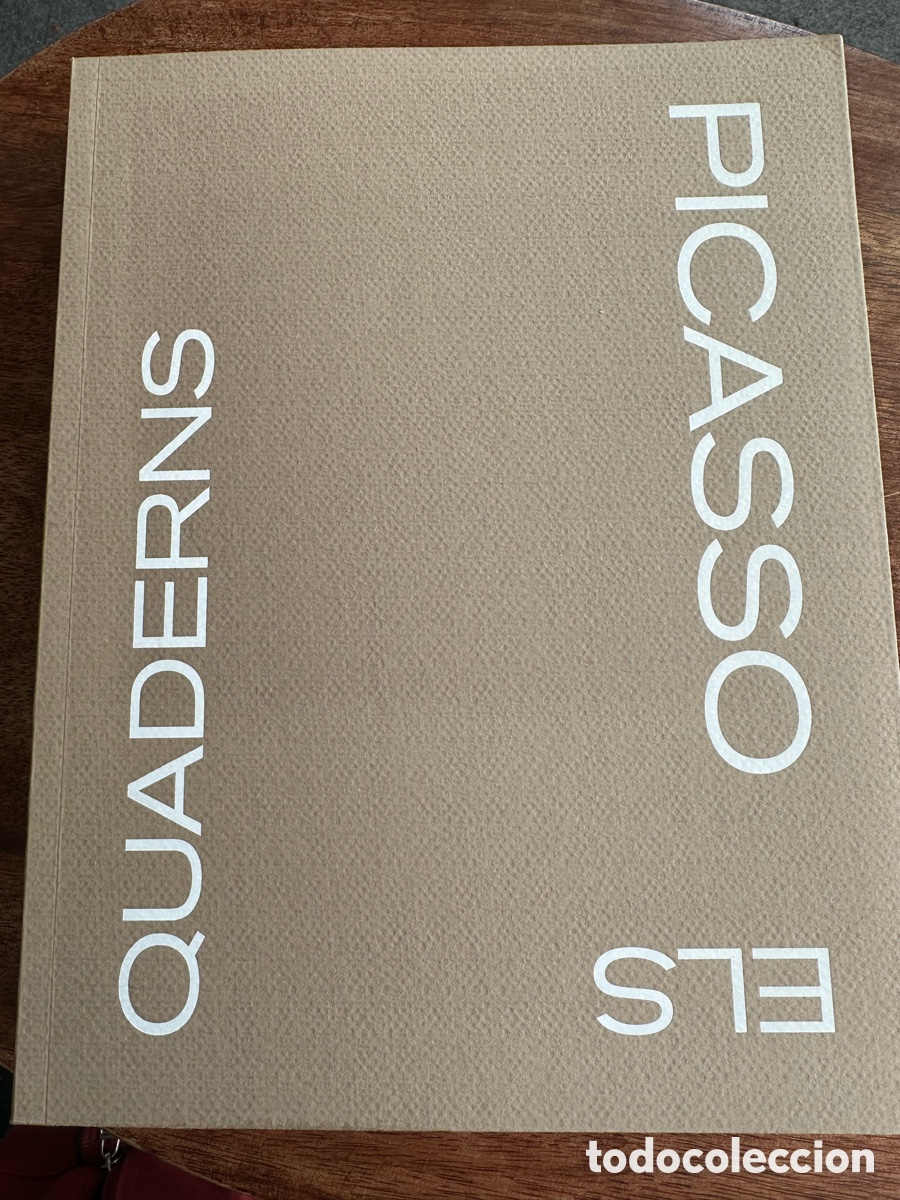 PICASSO
ELS
QUADERNS
todocoleccion